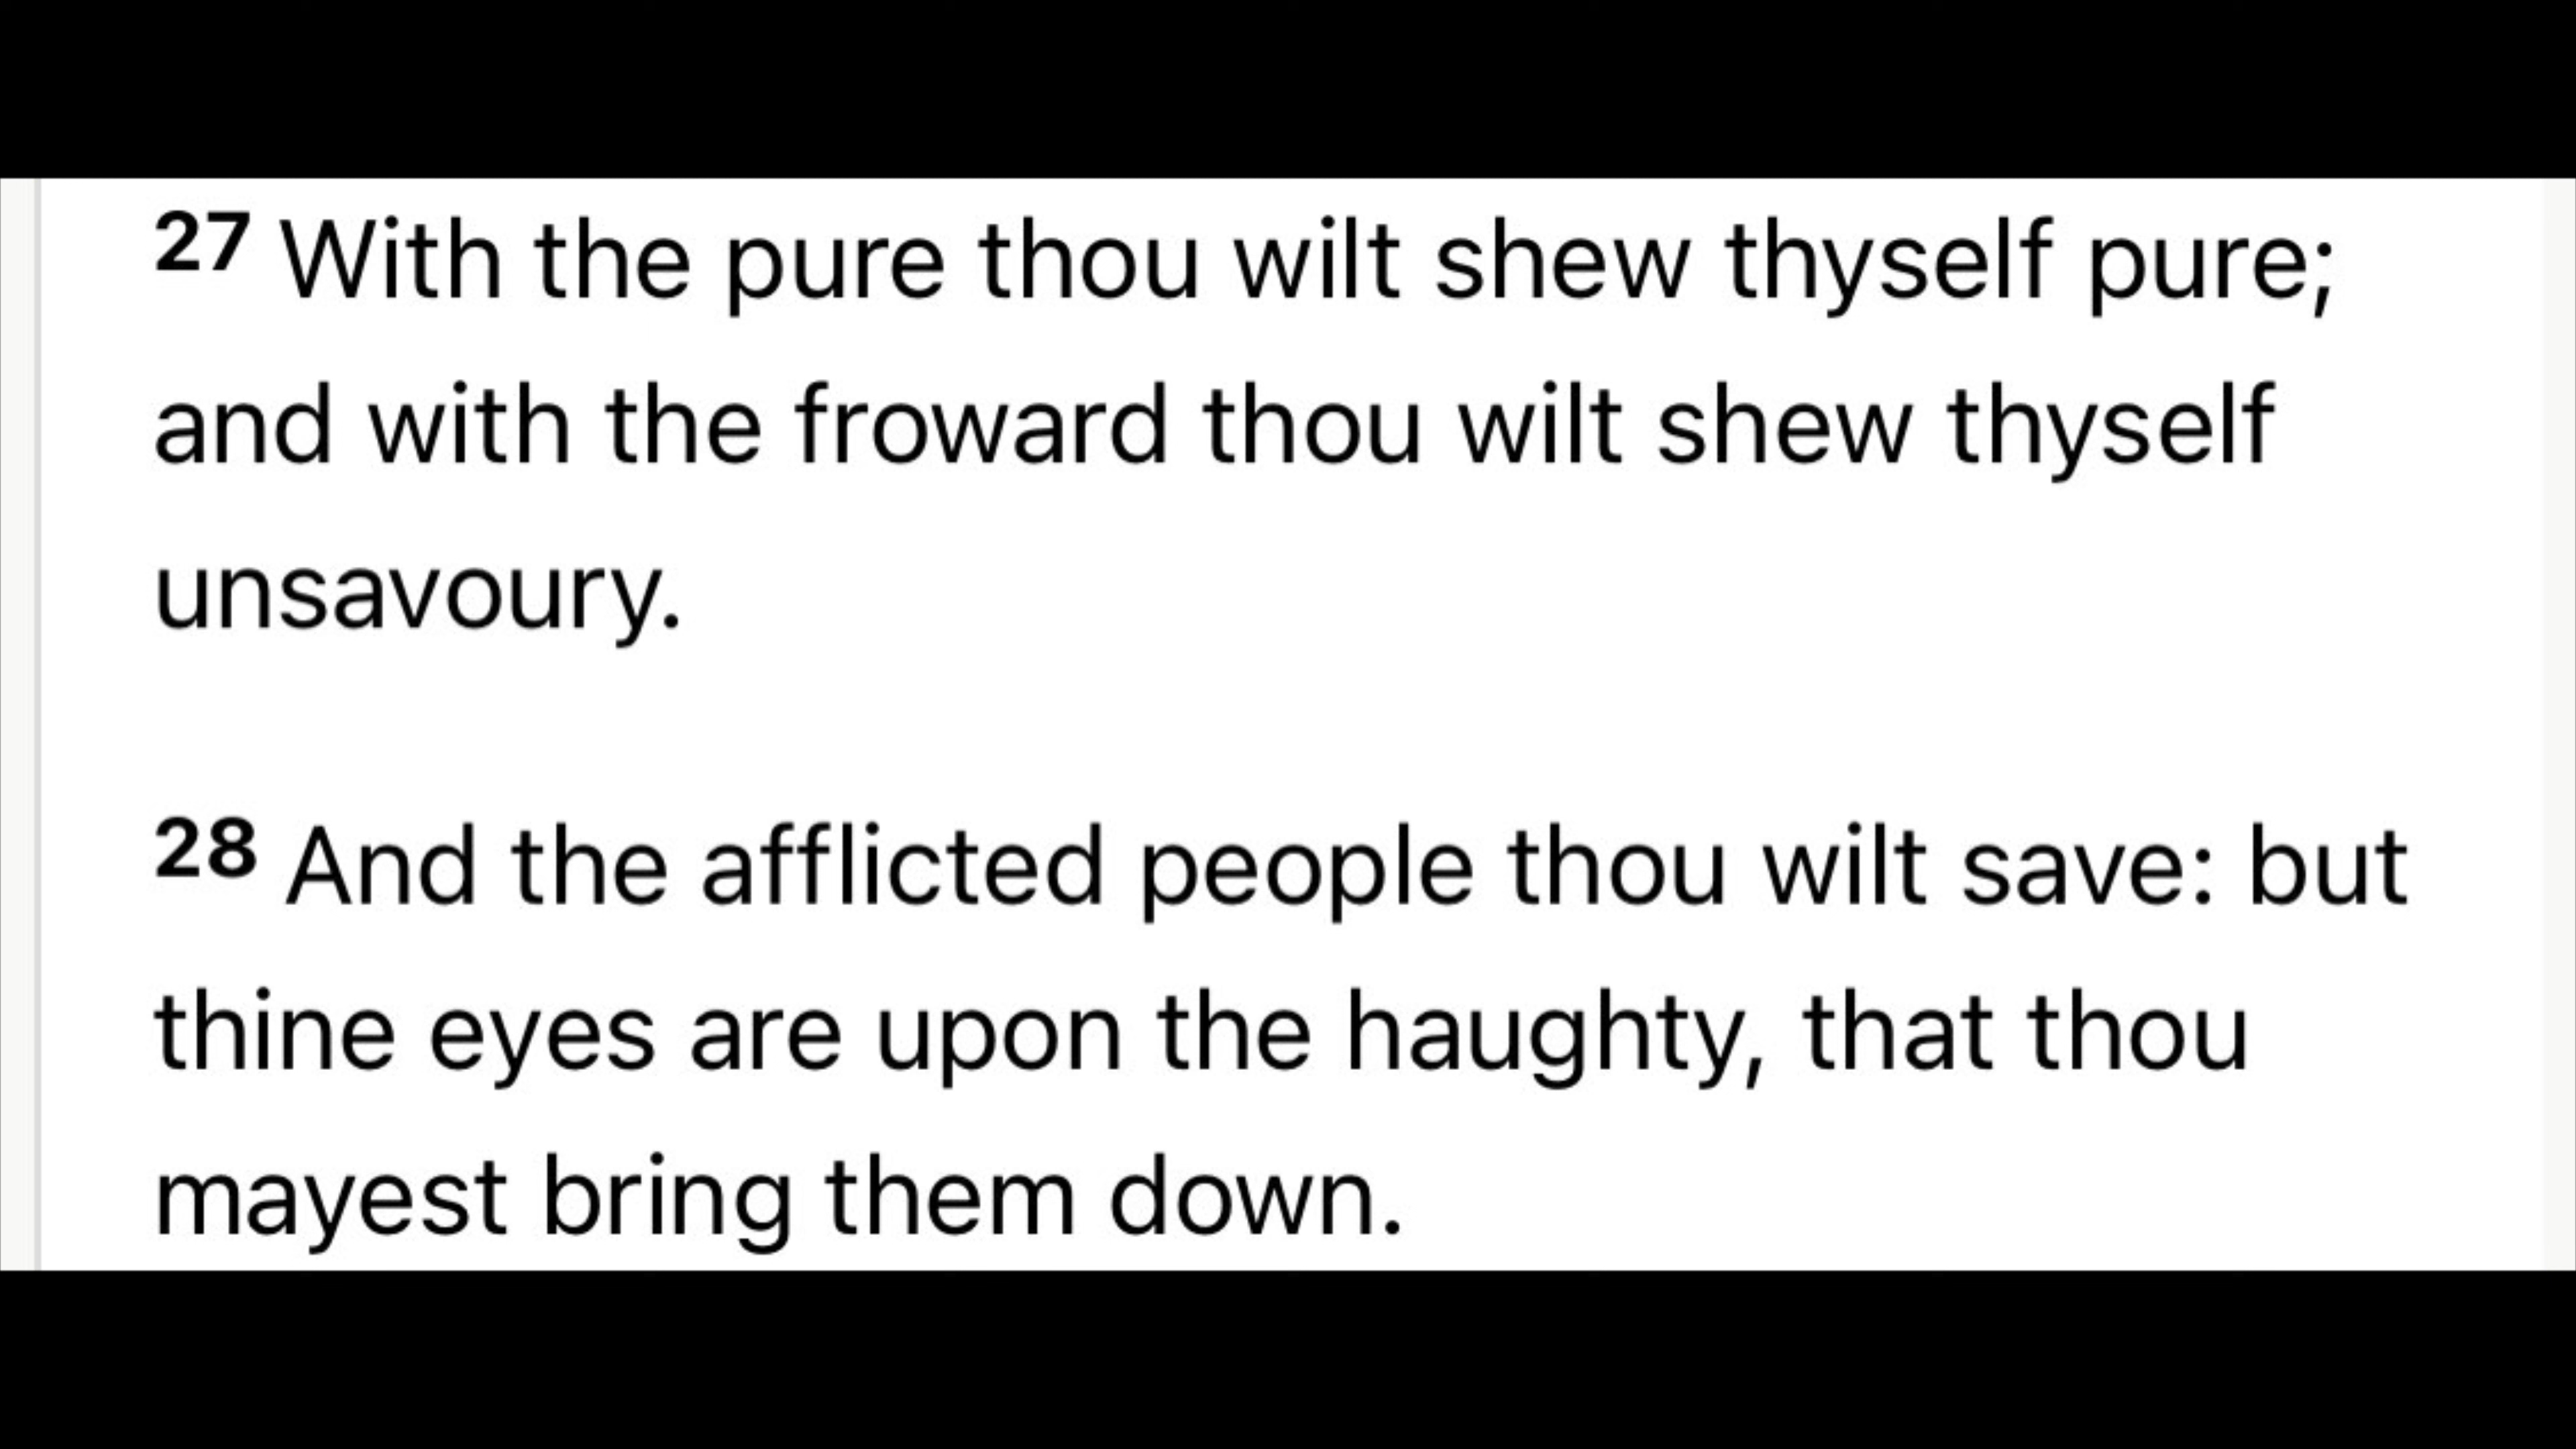 27 With the pure thou wilt shew thyself pure;
and with the froward thou wilt shew thyself
unsavoury.
28 And the afflicted people thou wilt save: but
thine eyes are upon the haughty, that thou
mayest bring them down.